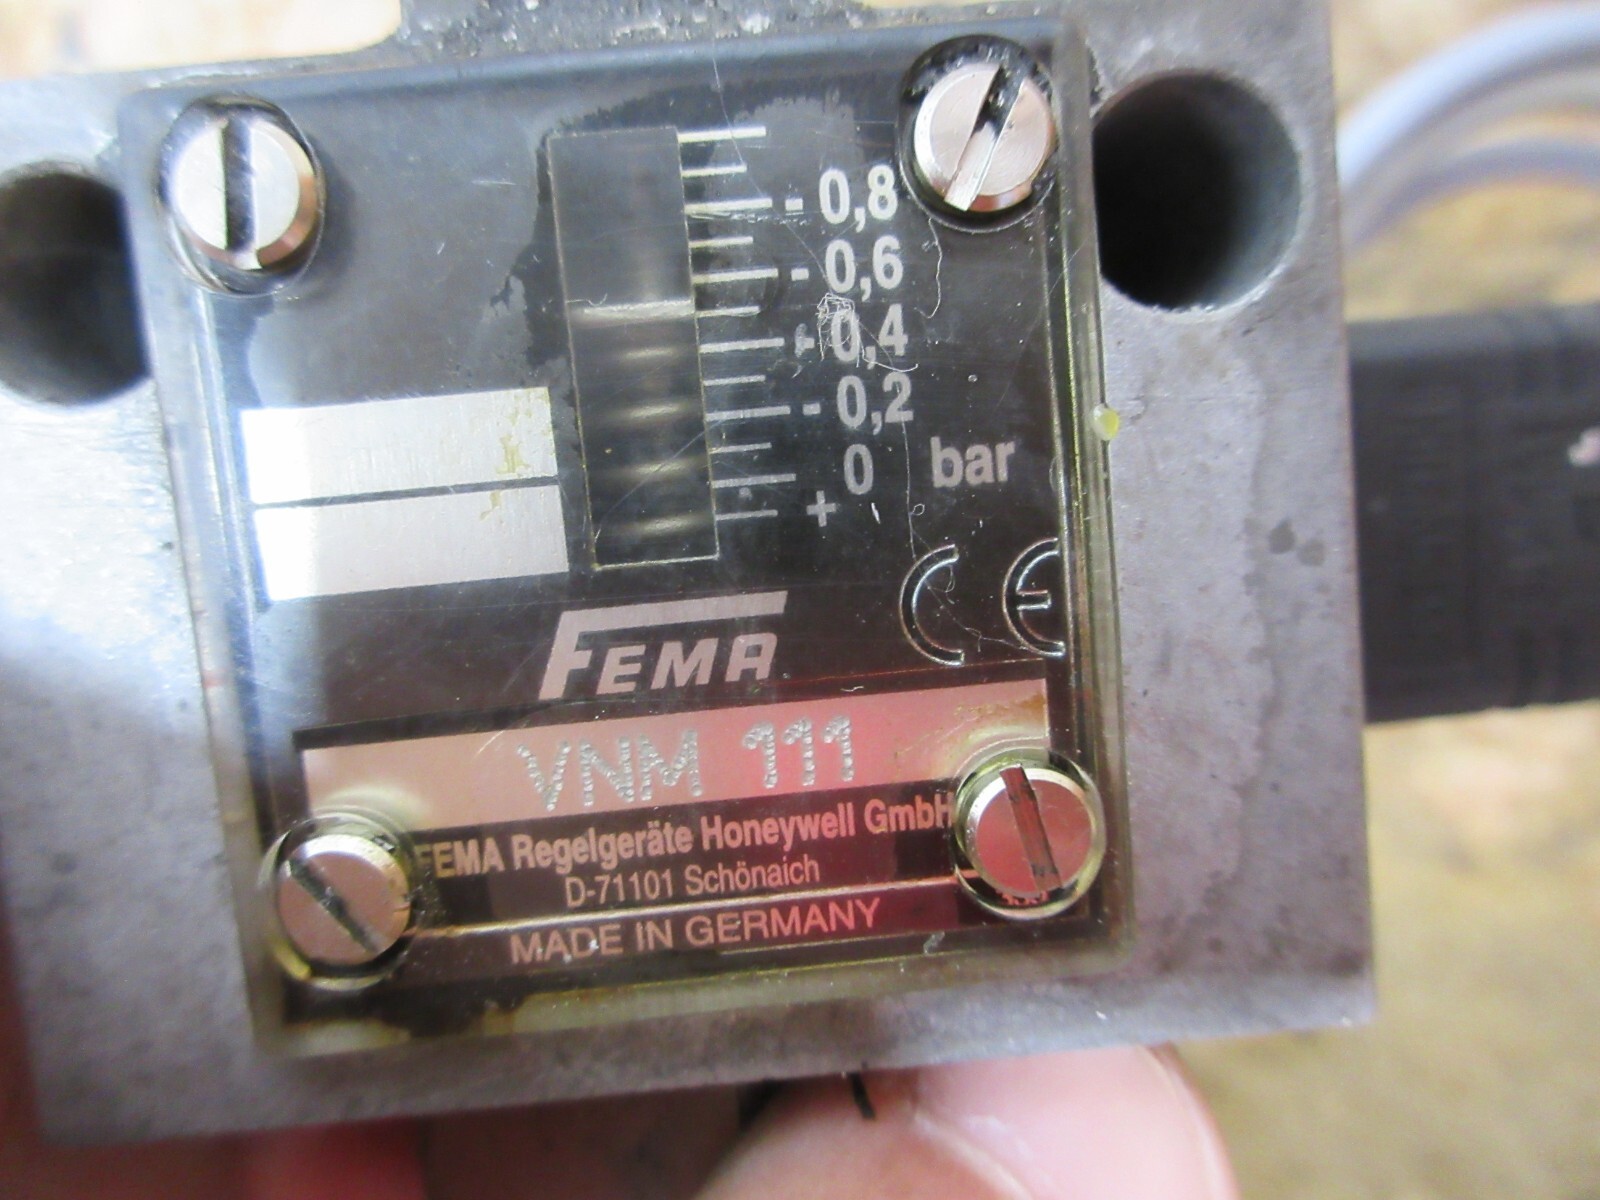 - 0,8
- 0,6
- 0,4
- 0,2
0 bar
+
CE
FEMA
VNM 111
FEMA Regelgeräte Honeywell GmbH
D-71101 Schönaich
MADE IN GERMANY